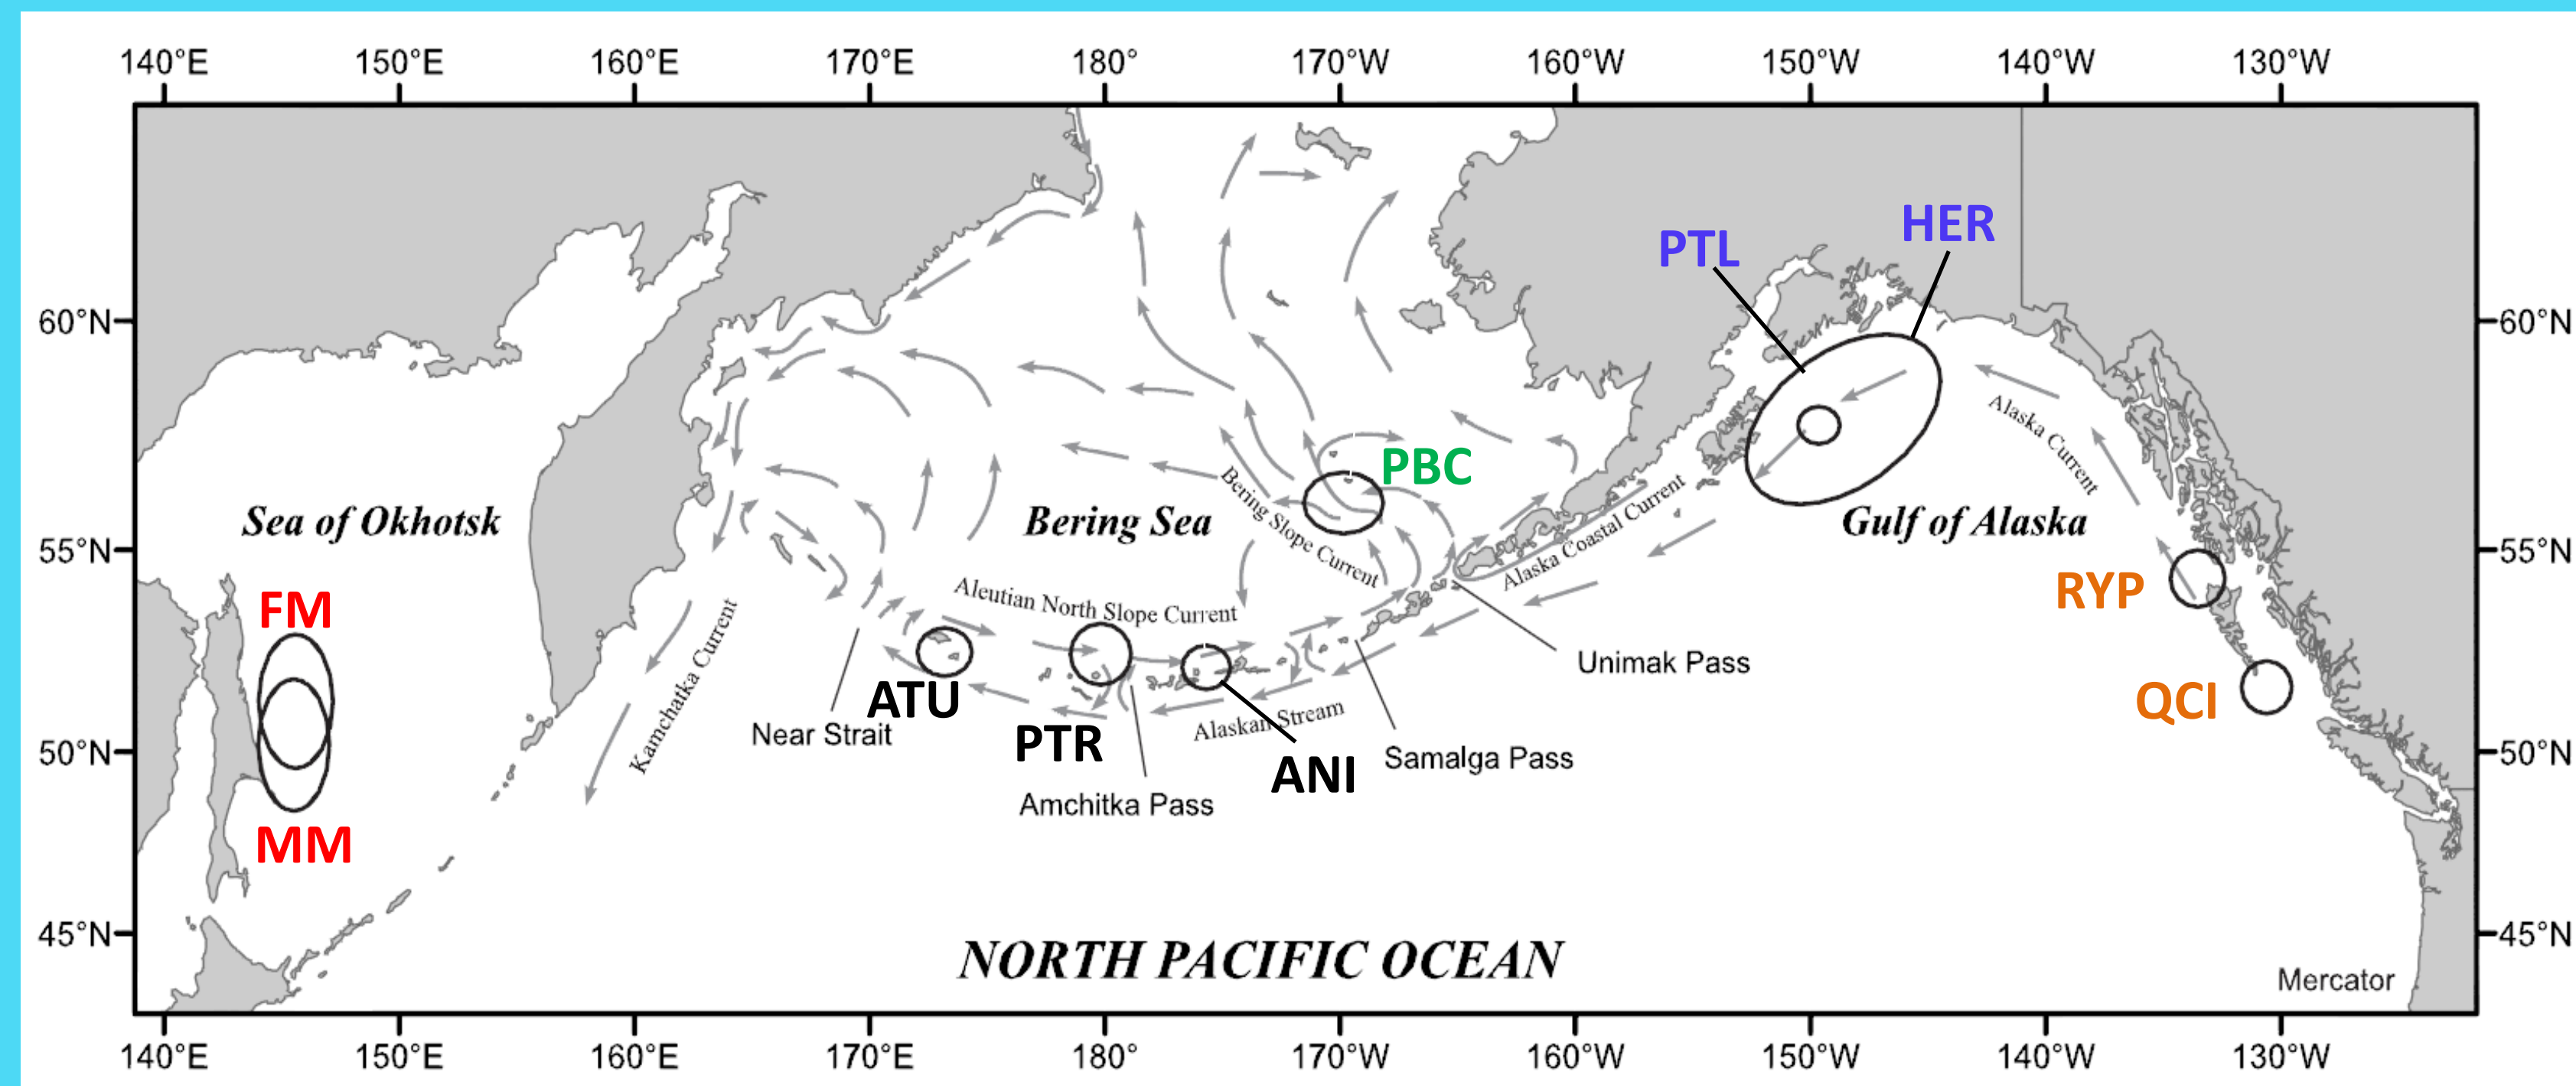 140°E 150°E 160°E 170°E 180° 170°W 160°W 150°W 140°W 130°W
HER
PTL
60°N 60°N
Alaska Current
PBC
Bering Slope Current
Sea of Okhotsk
Bering Sea
Gulf of Alaska
Alaska Coastal Current
55°N 55°N
RYP
FM
Aleutian North Slope Current
Kamchatka Current
Unimak Pass
ATU
QCI
Near Strait
PTR
Alaskan Stream
50°N 50°N
Samalga Pass
ANI
Amchitka Pass
MM
45°N 45°N
NORTH PACIFIC OCEAN
Mercator
140°E 150°E 160°E 170°E 180° 170°W 160°W 150°W 140°W 130°W